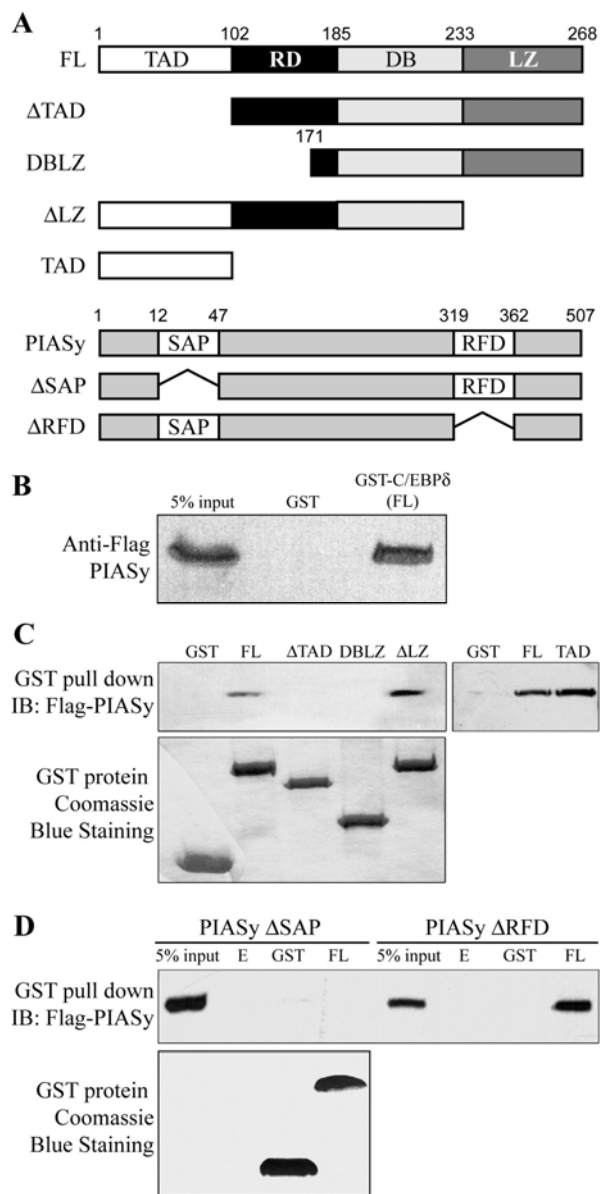 A
1 102 185 233 268
FL TAD RD DB LZ
ΔTAD
171
DBLZ
ΔLZ
TAD
1 12 47 319 362 507
PIASy SAP RFD
ΔSAP RFD
ΔRFD SAP
B
5% input GST GST-C/EBPδ
(FL)
Anti-Flag
PIASy
C
GST FL ΔTAD DBLZ ΔLZ GST FL TAD
GST pull down
IB: Flag-PIASy
GST protein
Coomassie
Blue Staining
D
PIASy ΔSAP PIASy ΔRFD
5% input E GST FL 5% input E GST FL
GST pull down
IB: Flag-PIASy
GST protein
Coomassie
Blue Staining